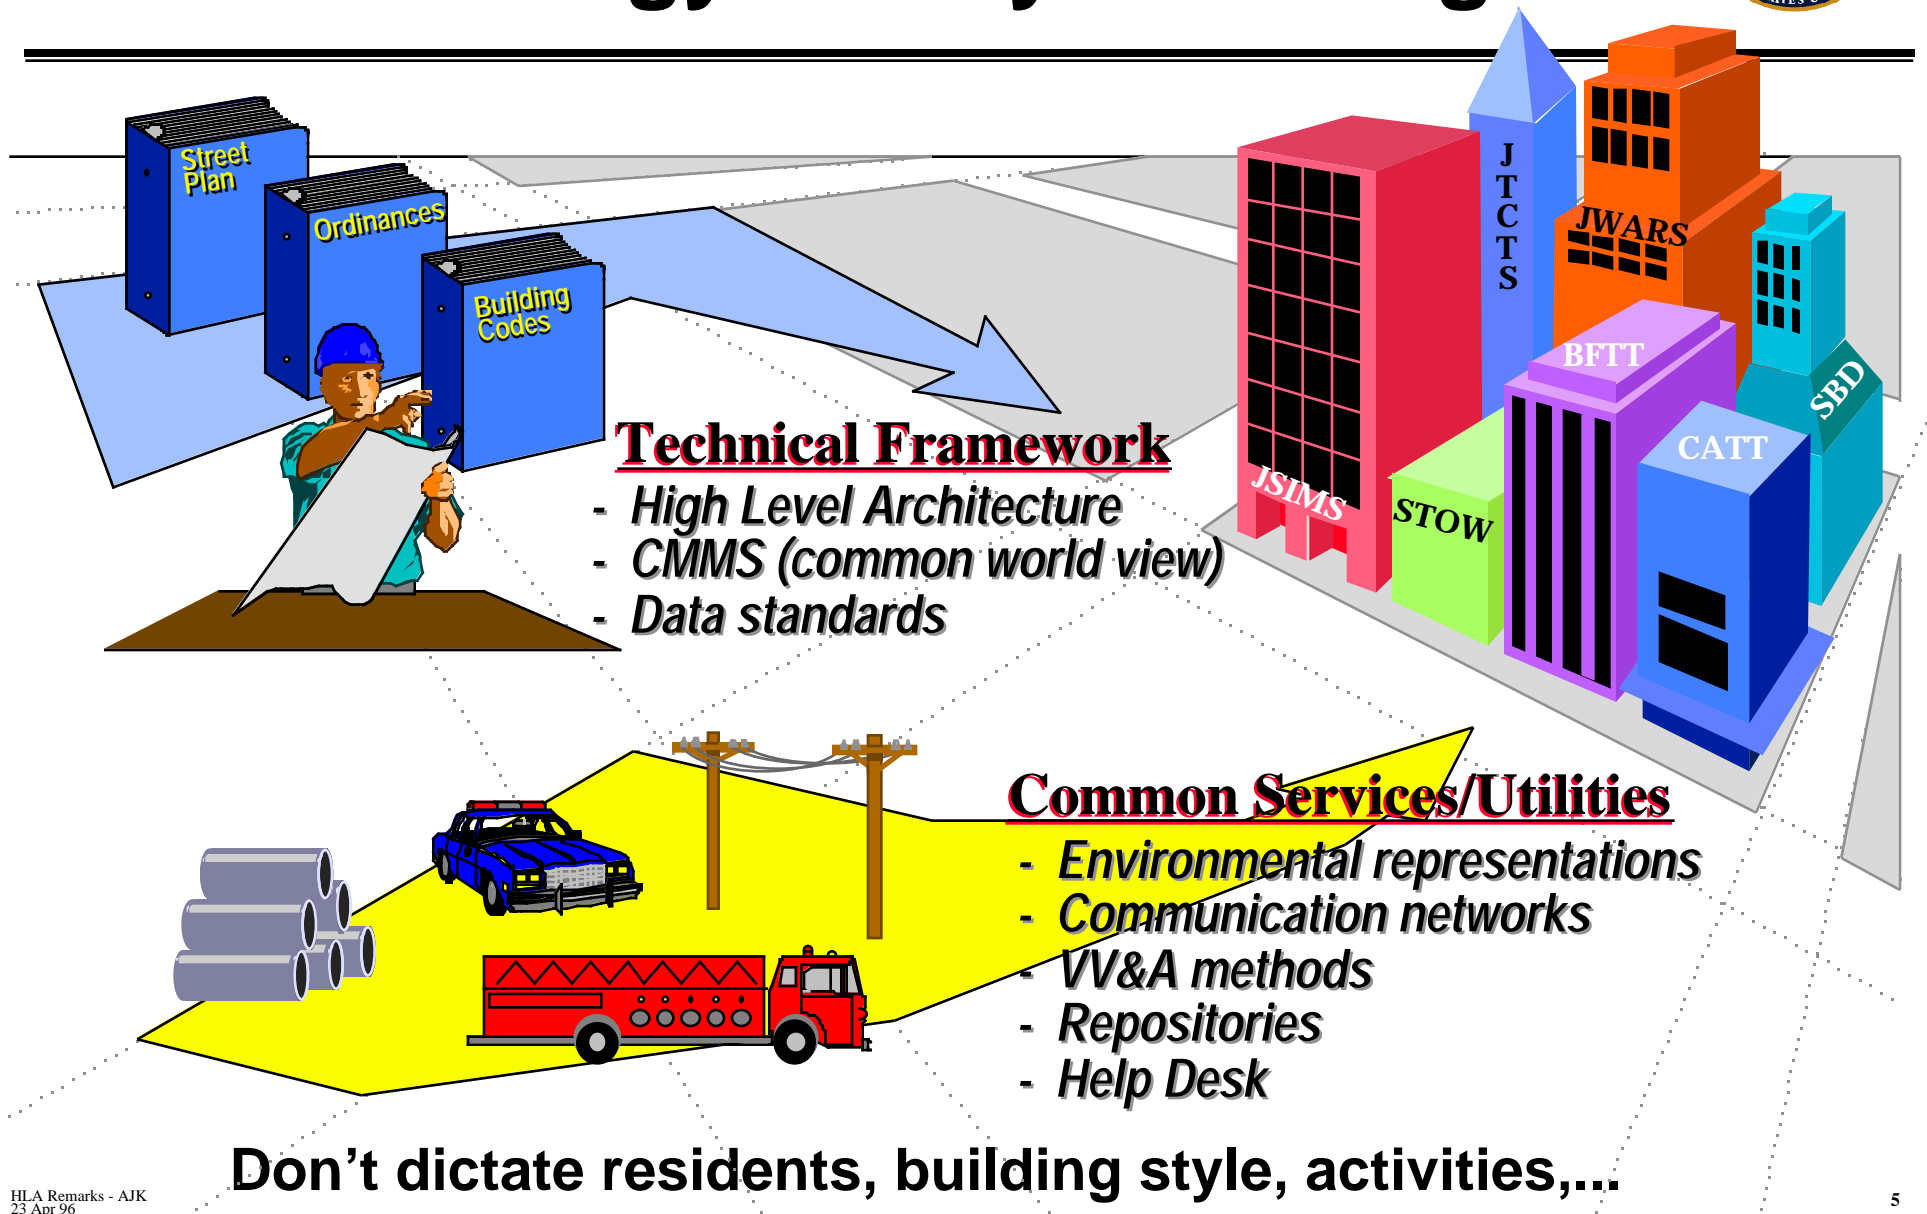 Street
Plan
Ordinances
Building
Codes
J
T
C
T
S
JWARS
BFTT
SBD
CATT
JSIMS
STOW
Technical Framework
- High Level Architecture
- CMMS (common world view)
- Data standards
Common Services/Utilities
- Environmental representations
- Communication networks
- VV&A methods
- Repositories
- Help Desk
Don’t dictate residents, building style, activities,...
HLA Remarks - AJK
23 Apr 96
5